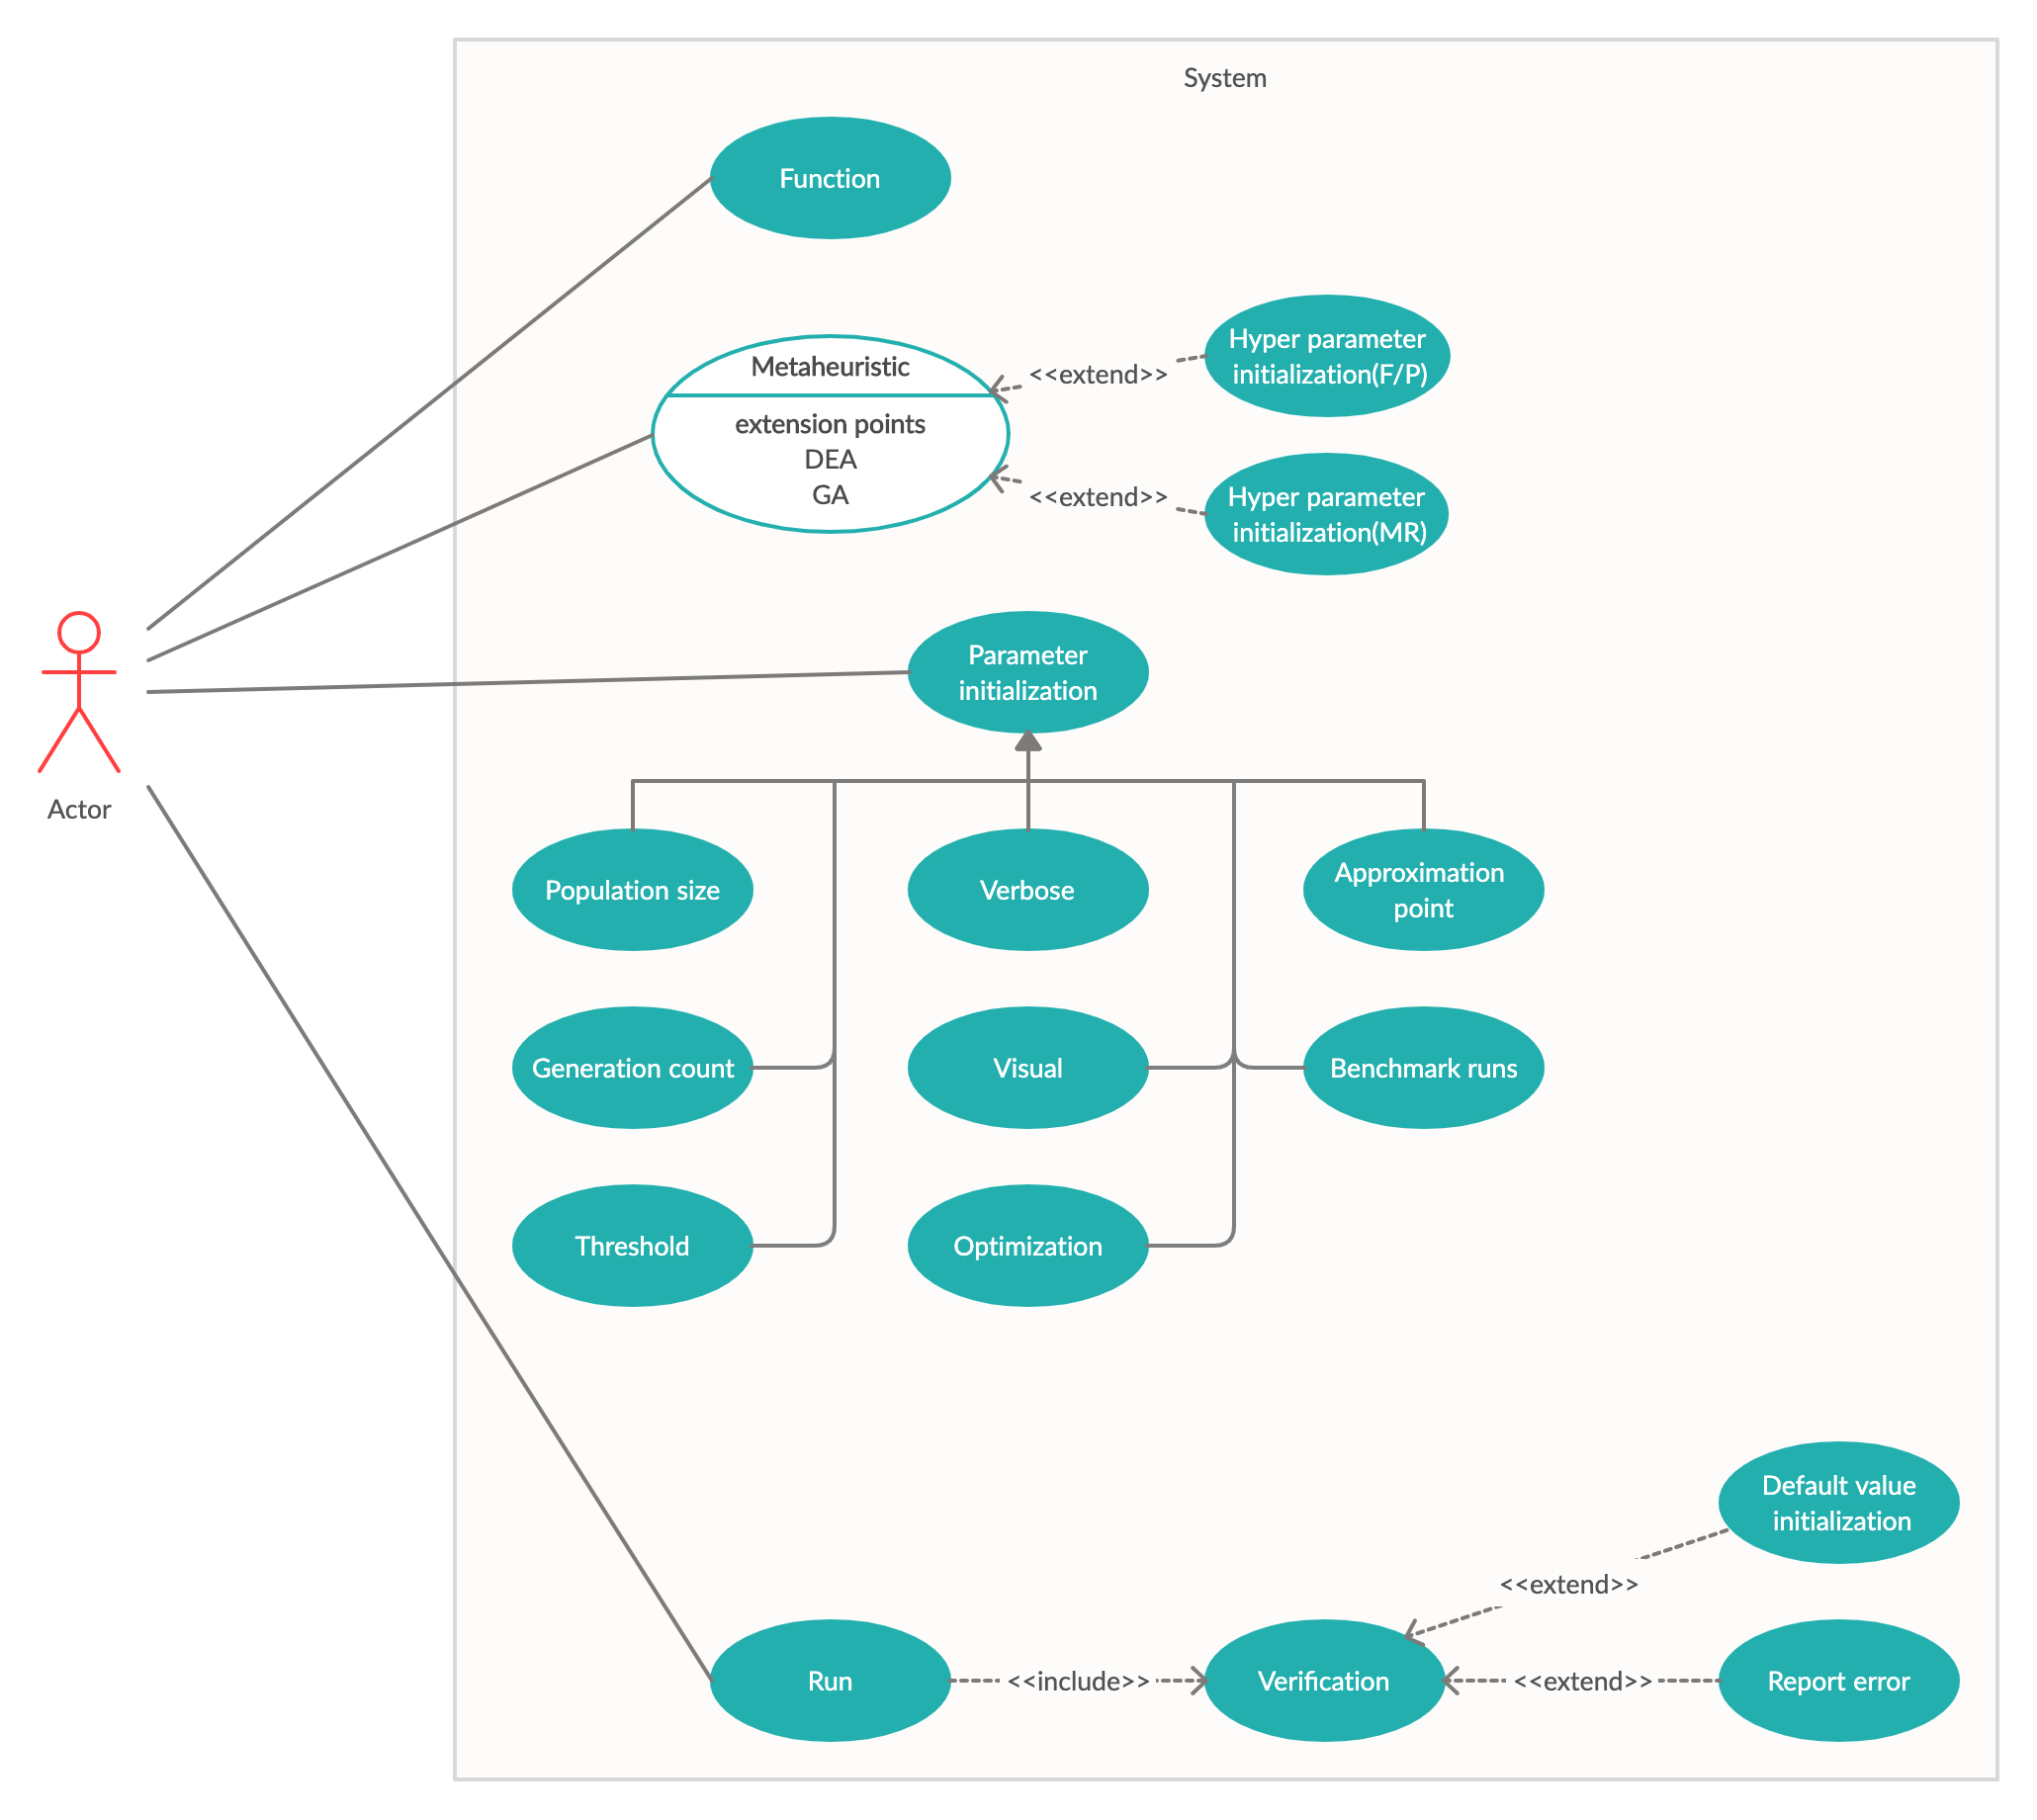 System
Function
Metaheuristic
extension points
DEA
GA
<<extend>>
Hyper parameter
initialization(F/P)
<<extend>>
Hyper parameter
initialization(MR)
Parameter
initialization
Actor
Population size
Verbose
Approximation
point
Generation count
Visual
Benchmark runs
Threshold
Optimization
Default value
initialization
<<extend>>
Run
<<include>>
Verification
<<extend>>
Report error